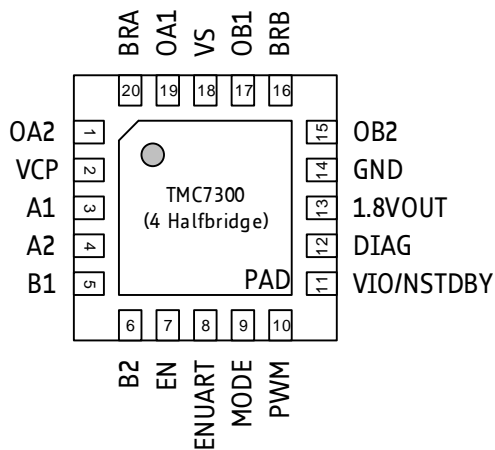 BRA
OA1
VS
OB1
BRB
20
19
18
17
16
OA2 1
VCP 2
A1 3
A2 4
B1 5
TMC7300
(4 Halfbridge)
PAD
15 OB2
14 GND
13 1.8VOUT
12 DIAG
11 VIO/NSTDBY
6
7
8
9
10
B2
EN
ENUART
MODE
PWM